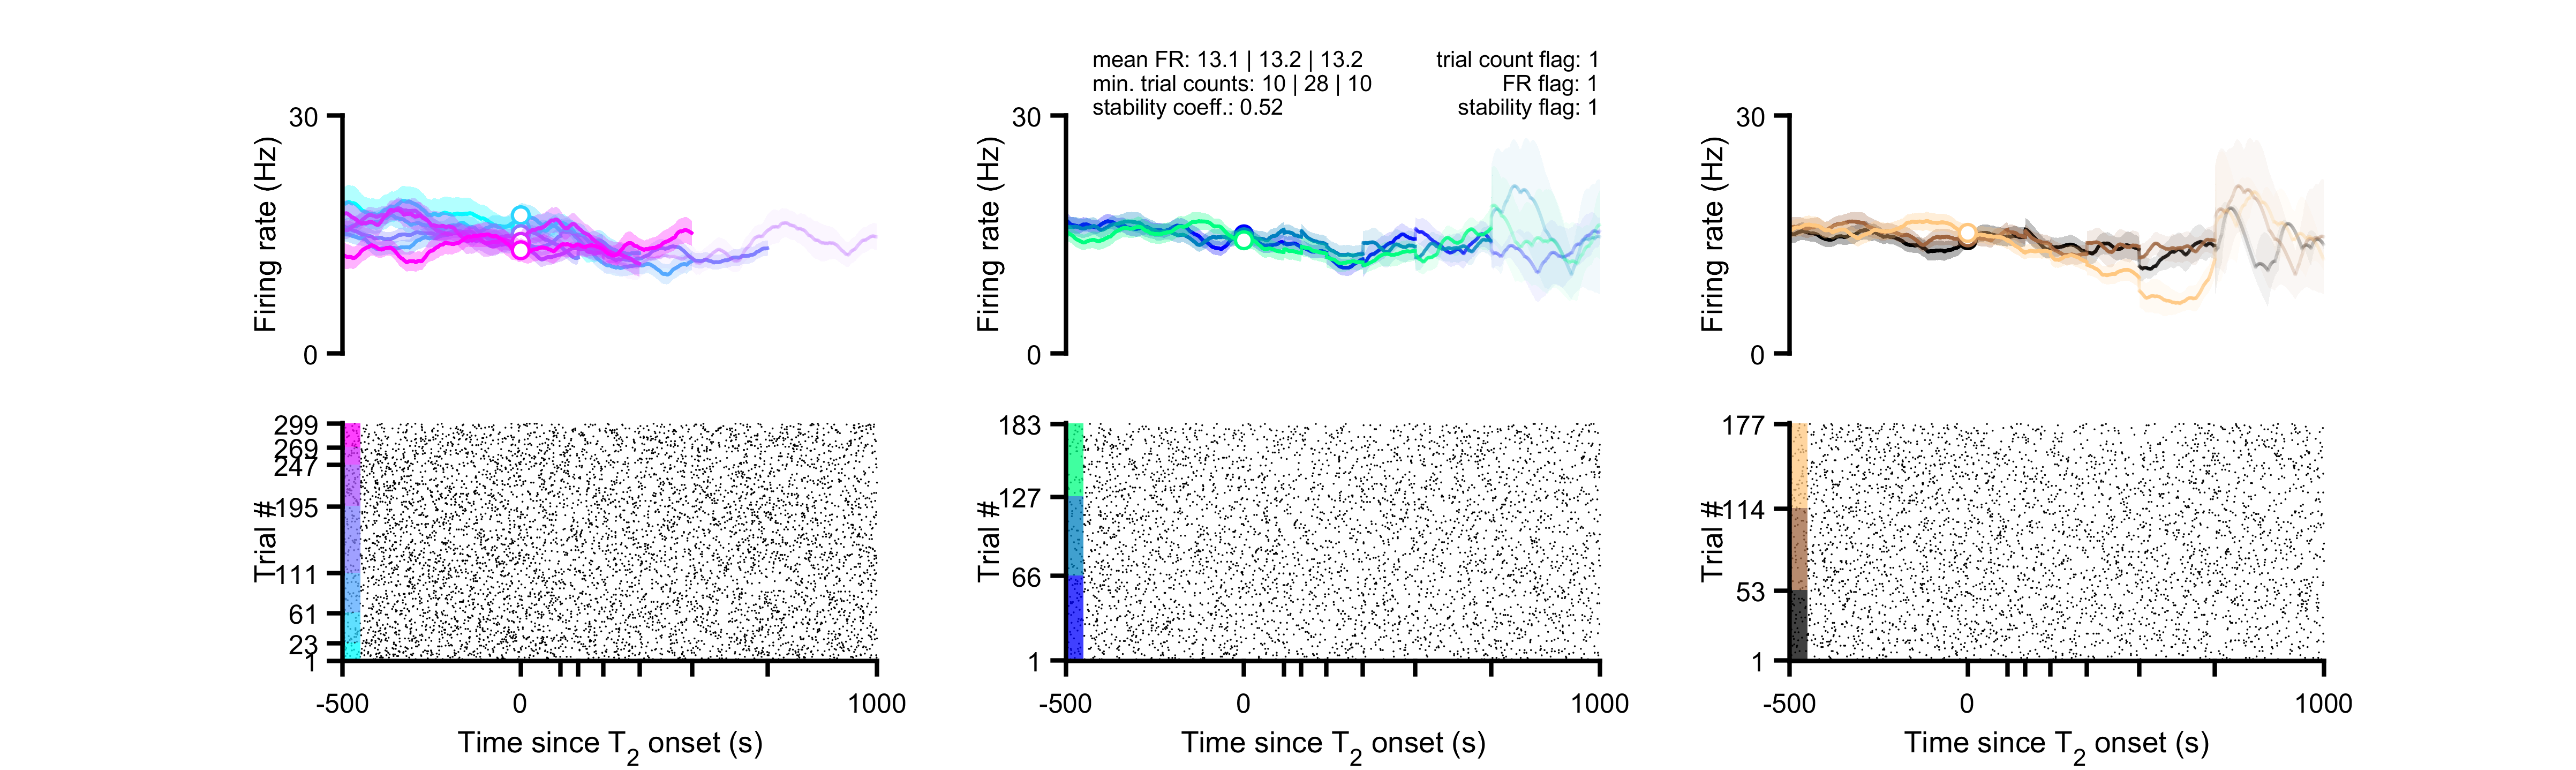 mean FR: 13.1 | 13.2 | 13.2
min. trial counts: 10 | 28 | 10
stability coeff.: 0.52
trial count flag: 1
FR flag: 1
stability flag: 1
30
Firing rate (Hz)
0
30
Firing rate (Hz)
0
30
Firing rate (Hz)
0
299
269
247
195
111
61
23
1
Trial #
-500
0
1000
Time since T2 onset (s)
183
127
66
1
Trial #
-500
0
1000
Time since T2 onset (s)
177
114
53
1
Trial #
-500
0
1000
Time since T2 onset (s)